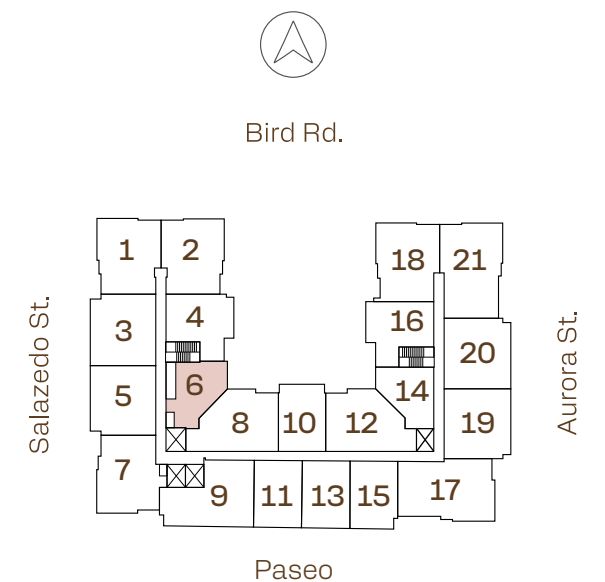 Bird Rd.
1 2 18 21
Salazedo St.
3 4 16 20
Aurora St.
5 6 14
8 10 12 19
7 9 11 13 15 17
Paseo